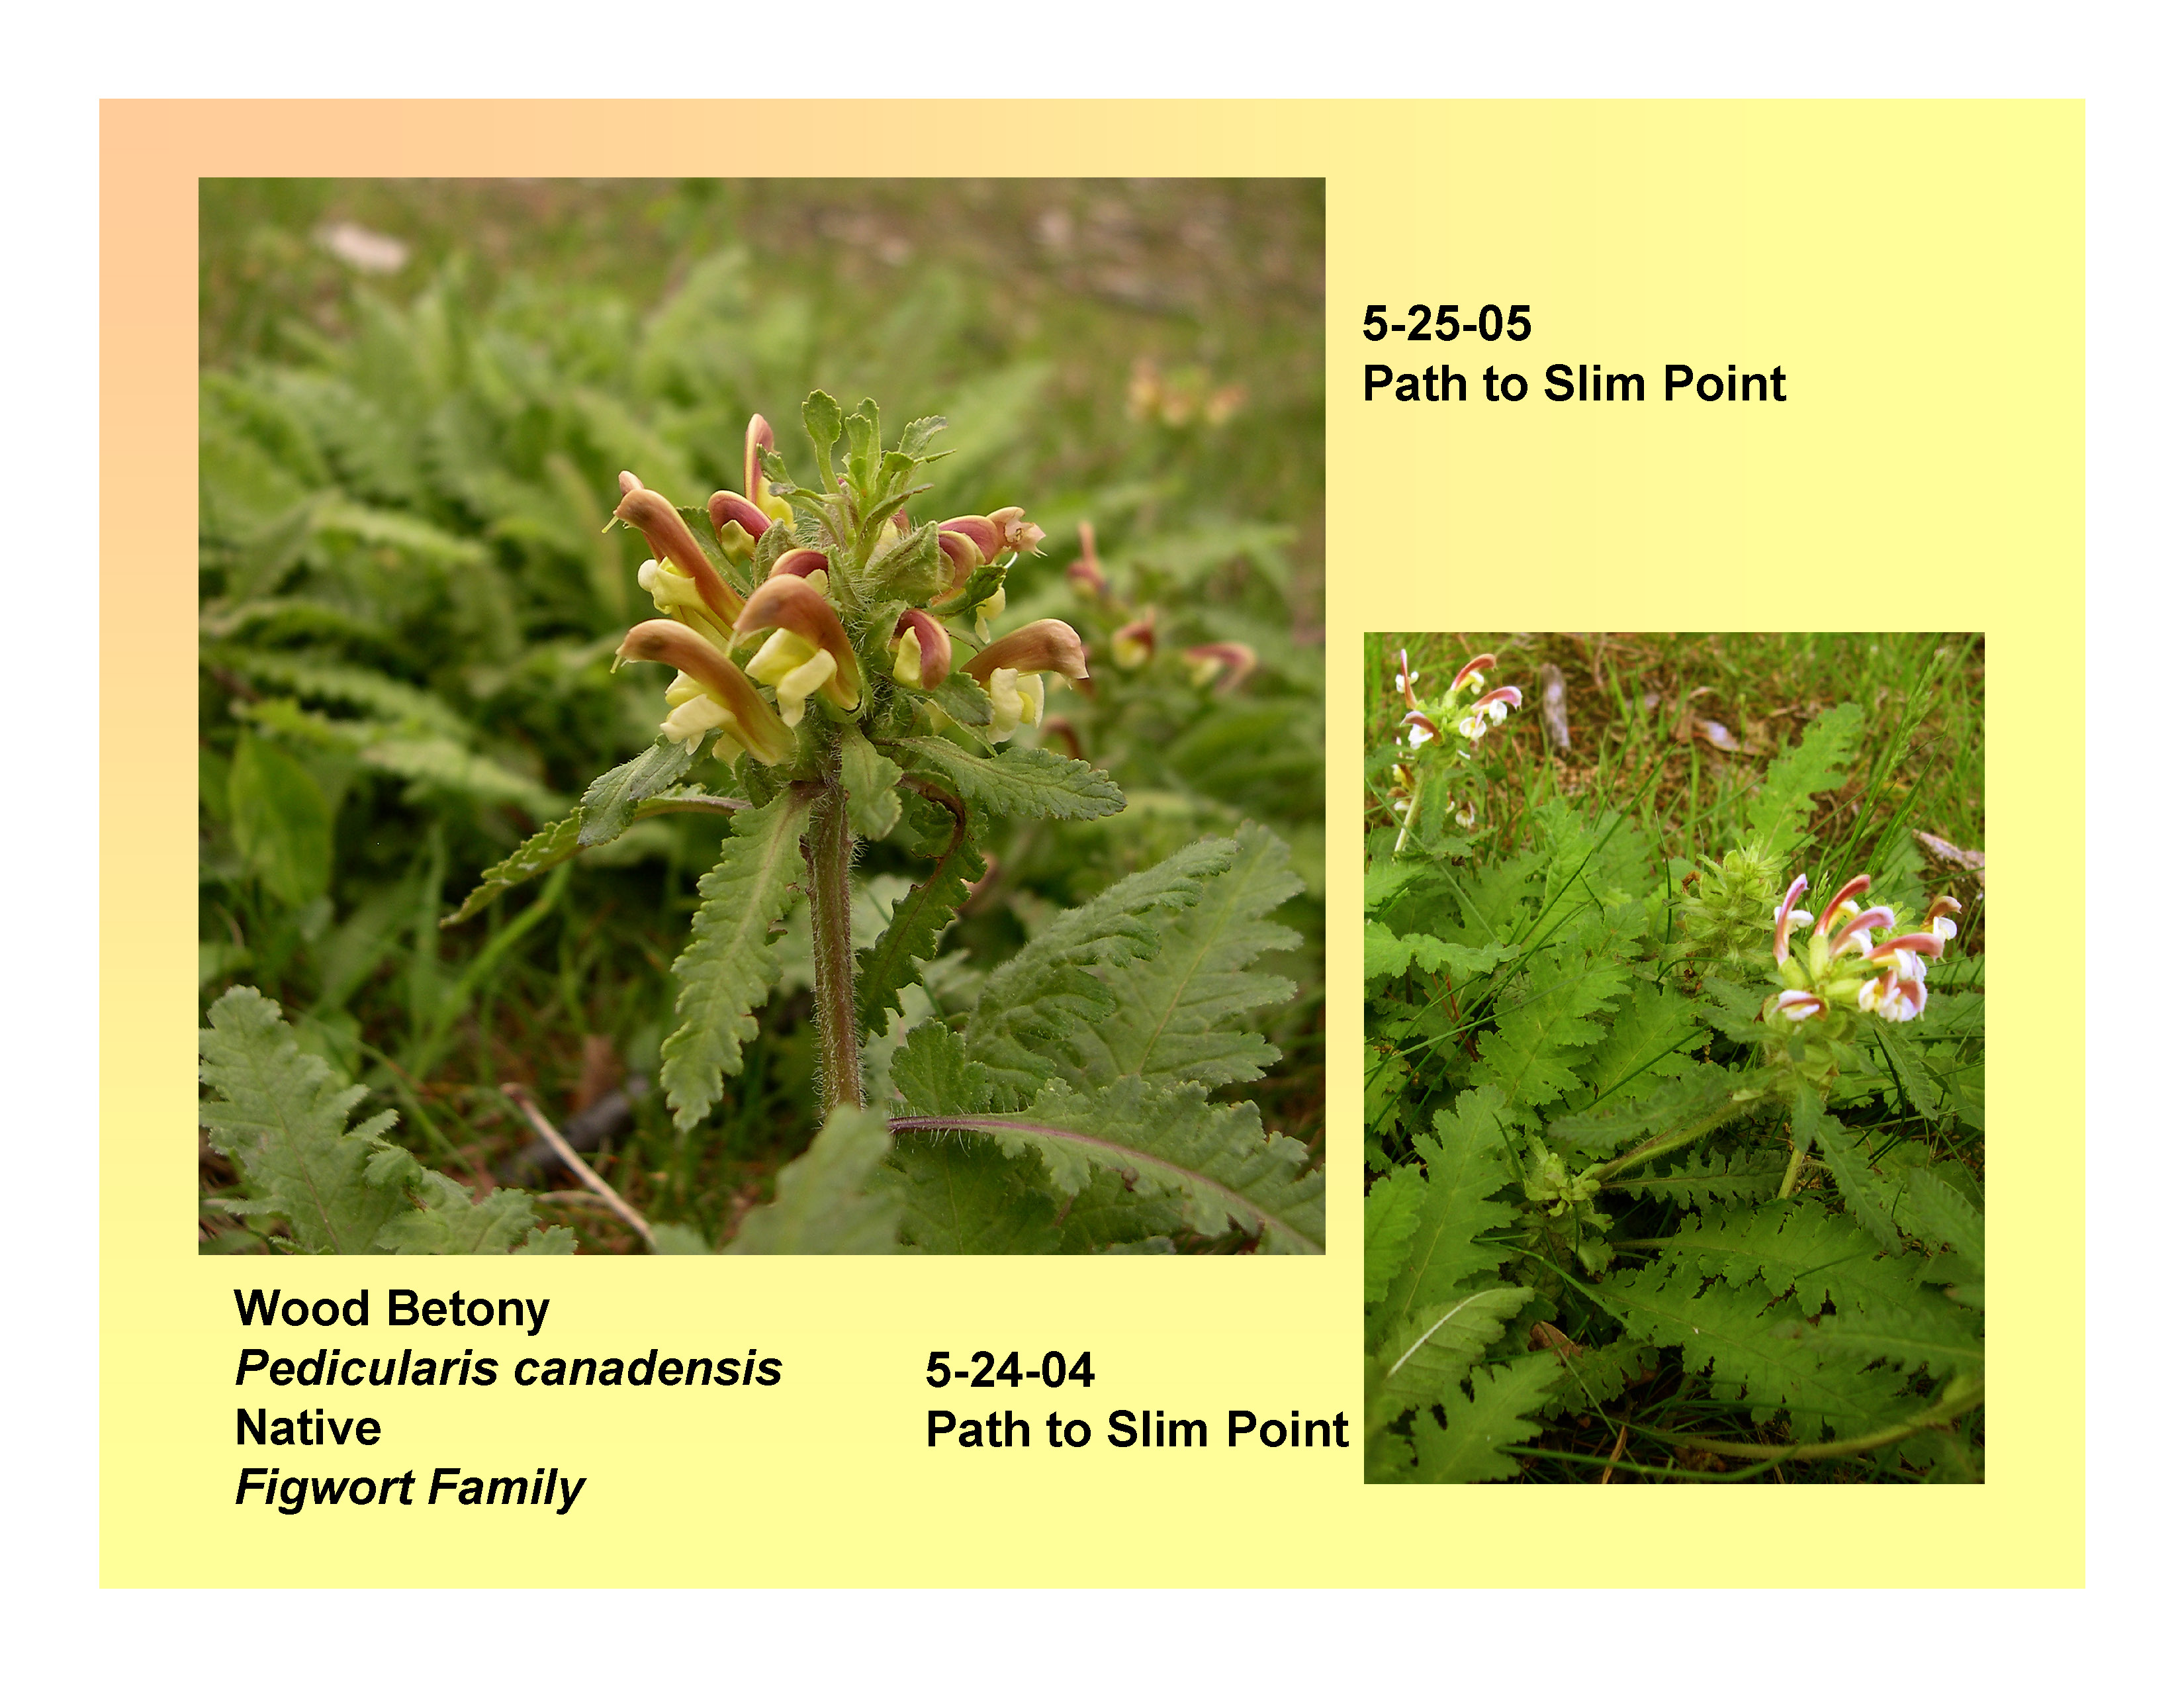 5-25-05
Path to Slim Point
Wood Betony
Pedicularis canadensis
Native
Figwort Family
5-24-04
Path to Slim Point